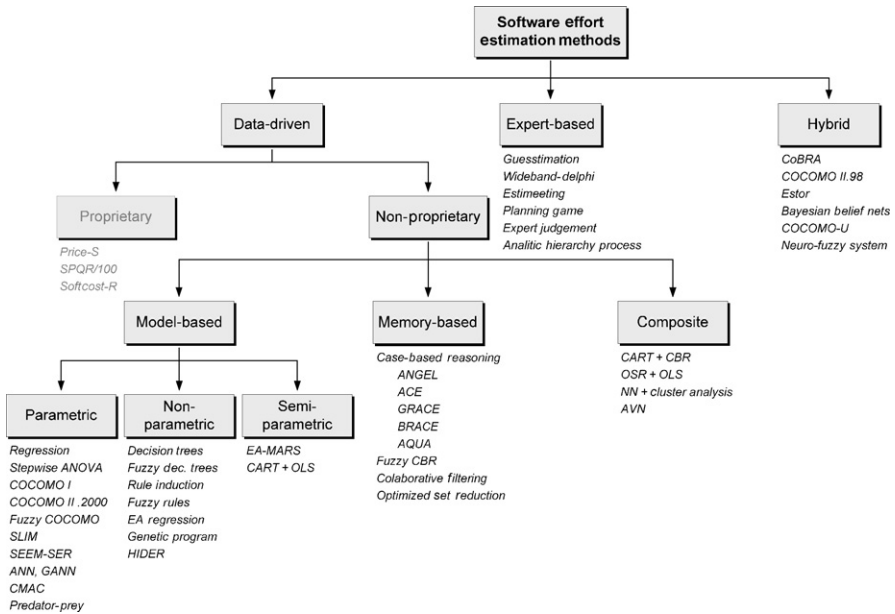 Software effort
estimation methods
Data-driven
Expert-based
Hybrid
Guesstimation
Wideband-delphi
Estimeeting
Planning game
Expert judgement
Analitic hierarchy process
CoBRA
COCOMO II.98
Estor
Bayesian belief nets
COCOMO-U
Neuro-fuzzy system
Proprietary
Non-proprietary
Price-S
SPQR/100
Softcost-R
Model-based
Memory-based
Composite
Case-based reasoning
ANGEL
ACE
GRACE
BRACE
AQUA
Fuzzy CBR
Colaborative filtering
Optimized set reduction
CART + CBR
OSR + OLS
NN + cluster analysis
AVN
Parametric
Non-
parametric
Semi-
parametric
Regression
Stepwise ANOVA
COCOMO I
COCOMO II .2000
Fuzzy COCOMO
SLIM
SEEM-SER
ANN, GANN
CMAC
Predator-prey
Decision trees
Fuzzy dec. trees
Rule induction
Fuzzy rules
EA regression
Genetic program
HIDER
EA-MARS
CART + OLS